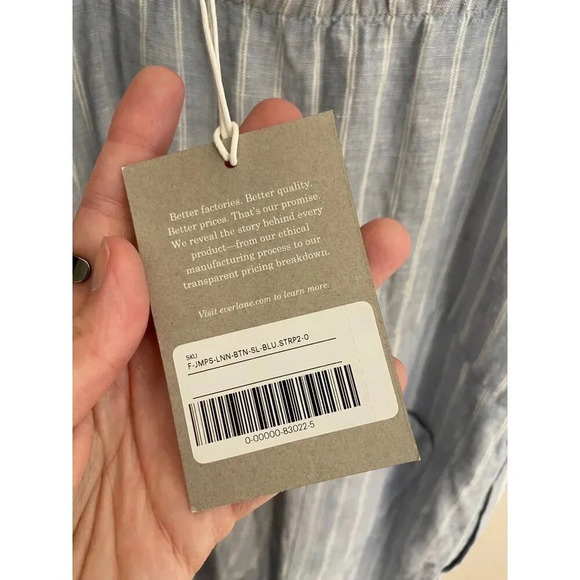 Better factories. Better quality.
Better prices. That's our promise.
We reveal the story behind every
product—from our ethical
manufacturing process to our
transparent pricing breakdown.
Visit everlane.com to learn more.
SKU
F-JMPS-LNN-BTN-SL-BLU.STRP2-0
0-00000-83022-5